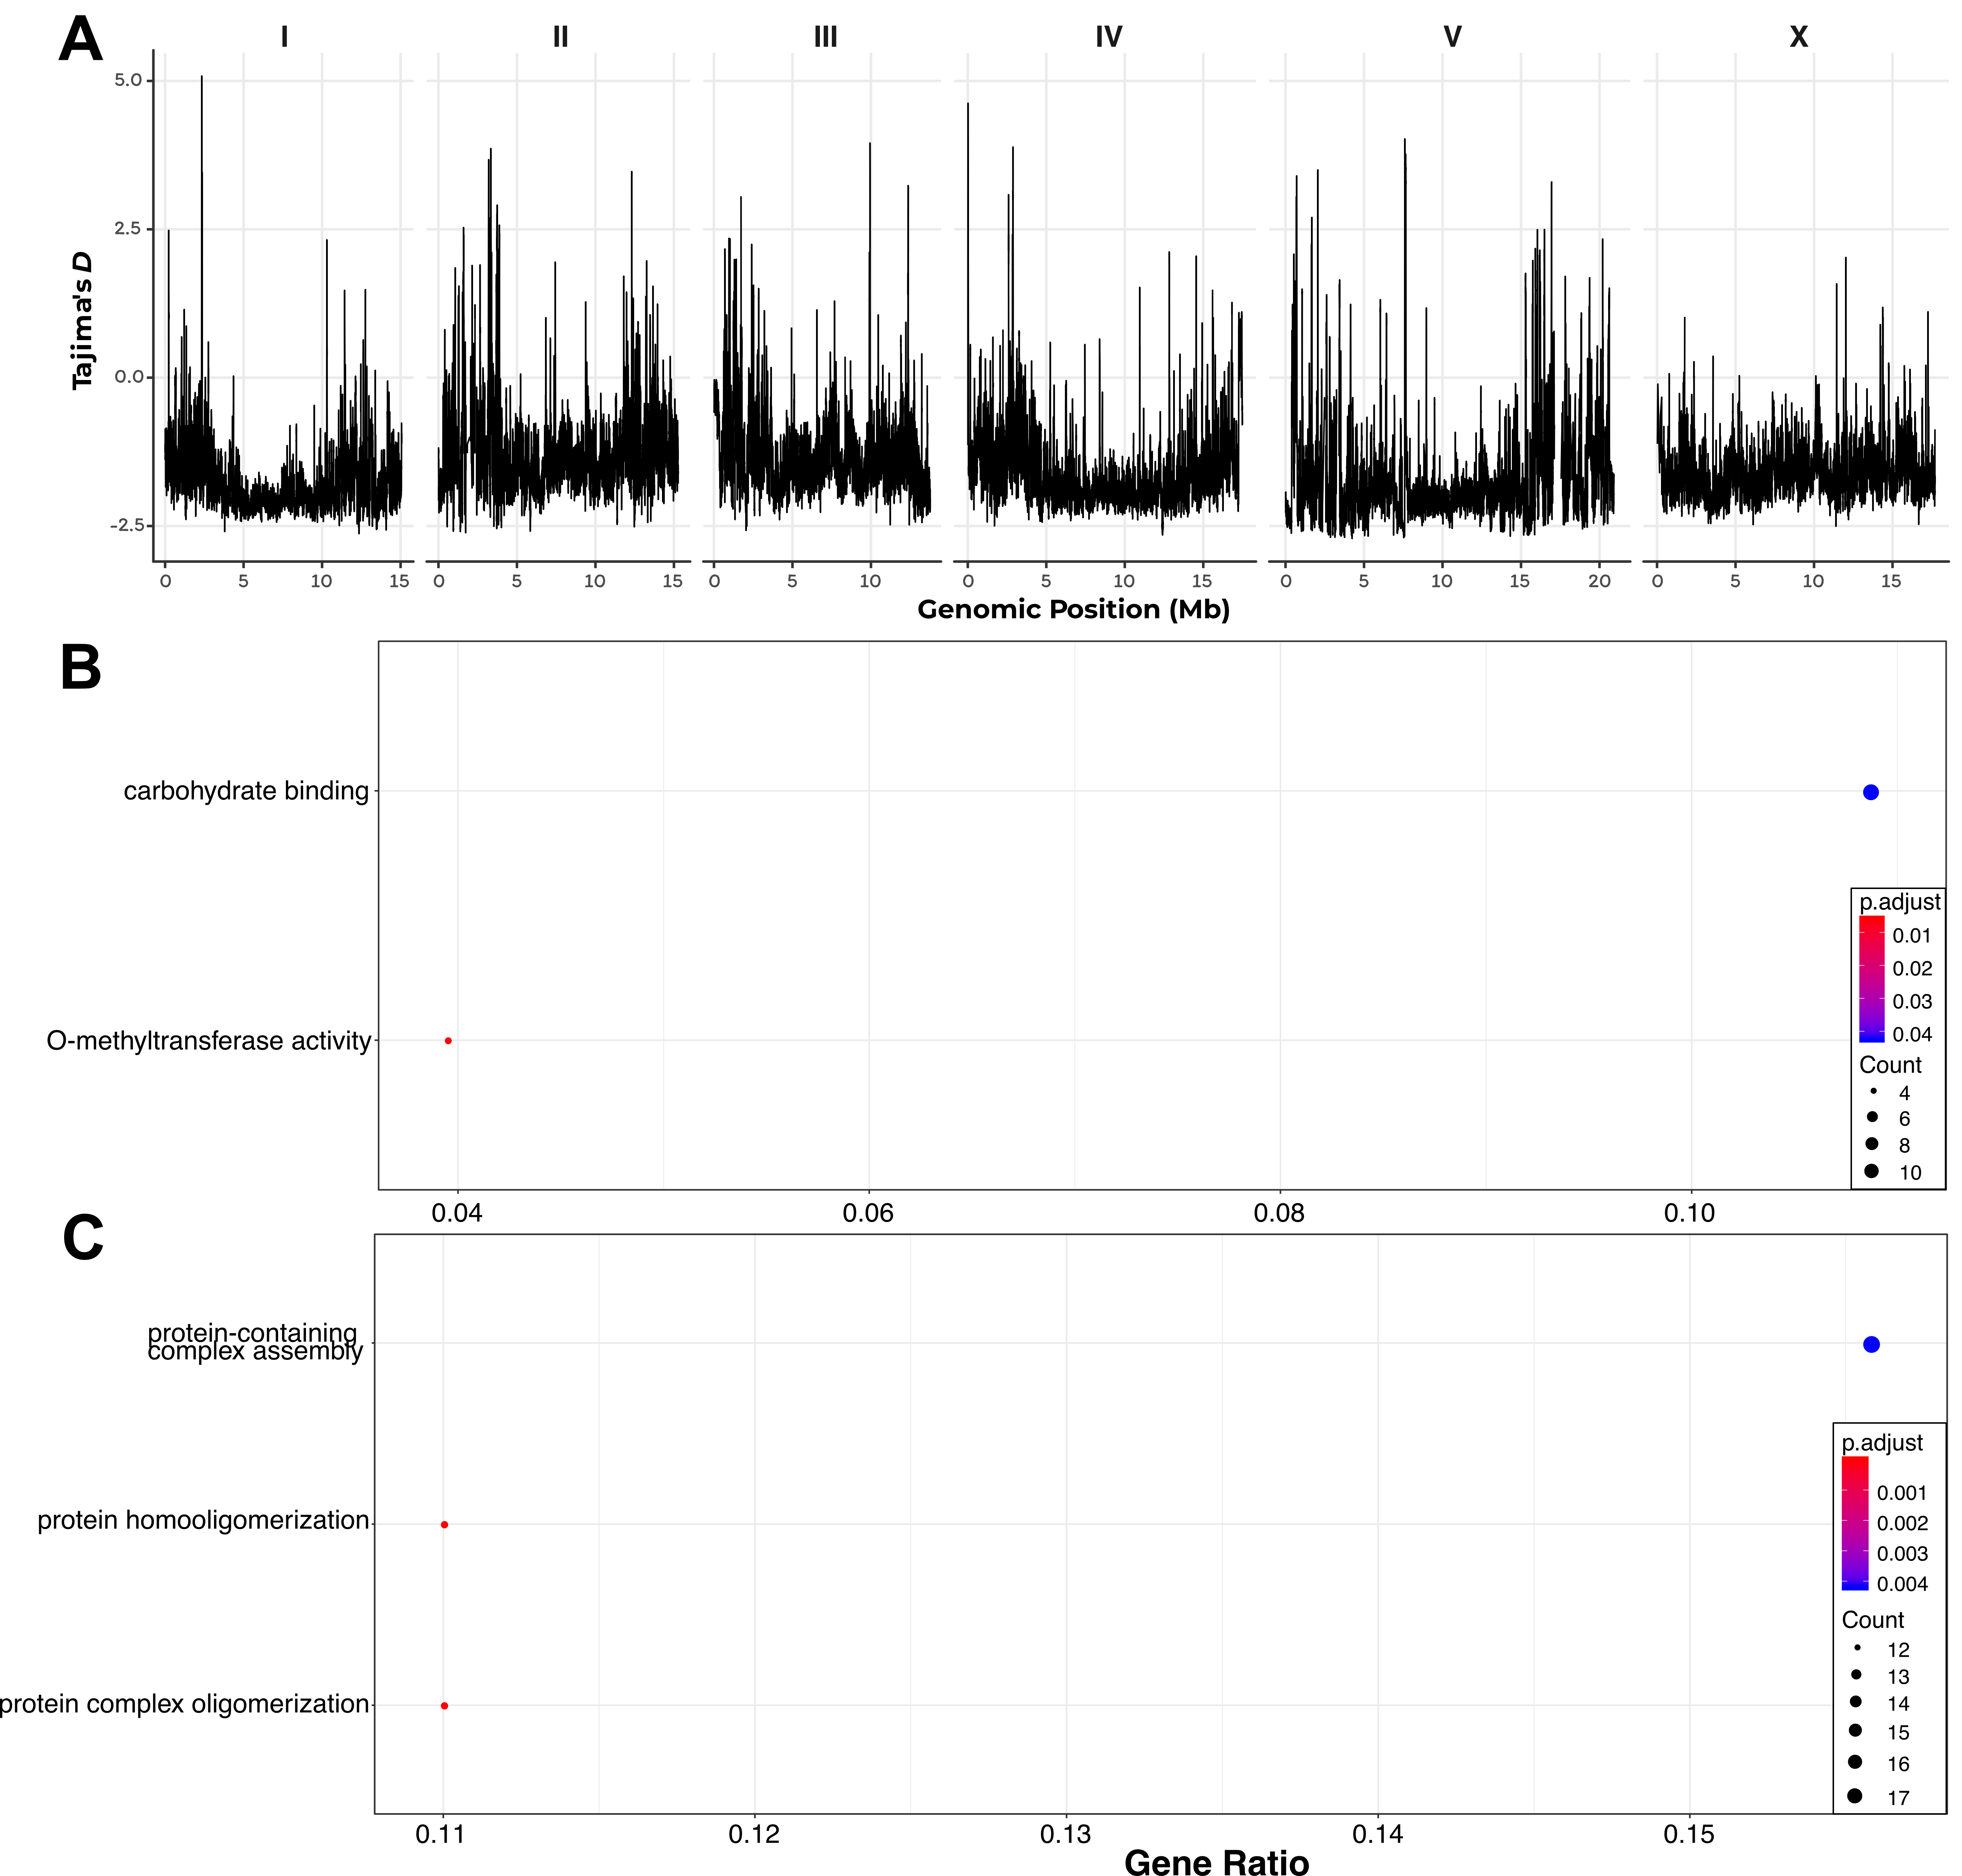 A
I II III IV V X
5.0
2.5
0.0
-2.5
Tajima's D
0 5 10 15 0 5 10 15 0 5 10 0 5 10 15 0 5 10 15 20 0 5 10 15
Genomic Position (Mb)
B
carbohydrate binding
O-methyltransferase activity
p.adjust
0.01
0.02
0.03
0.04
Count
4
6
8
10
0.04 0.06 0.08 0.10
C
protein-containing
complex assembly
protein homooligomerization
protein complex oligomerization
p.adjust
0.001
0.002
0.003
0.004
Count
12
13
14
15
16
17
0.11 0.12 0.13 0.14 0.15
Gene Ratio